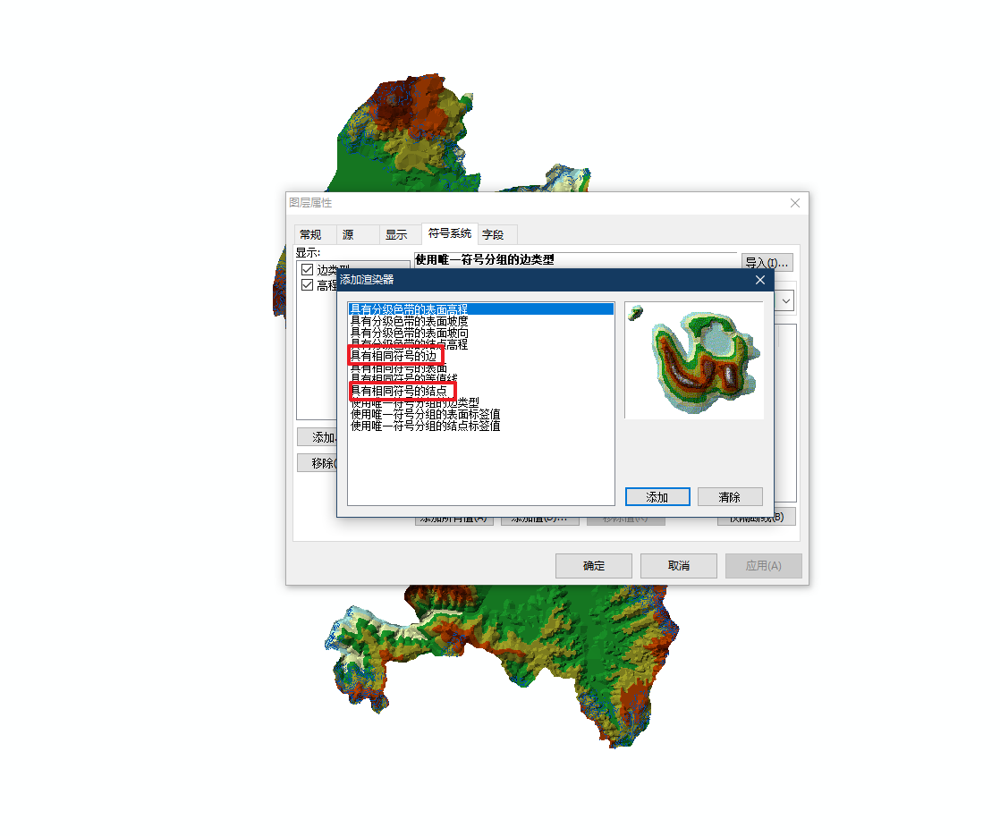 图层属性
常规
源
显示
符号系统
字段
显示:
使用唯一符号分组的边类型
导入(I)...
边类型
高程
添加渲染器
具有分级色带的表面高程
具有分级色带的表面坡度
具有分级色带的表面坡向
具有分级色带的结点高程
具有相同符号的边
具有相同符号的表面
具有相同符号的等值线
具有相同符号的结点
使用唯一符号分组的边类型
使用唯一符号分组的表面标签值
使用唯一符号分组的结点标签值
添加.
移除(
添加
清除
添加所有值(A)
添加值(D)...
移除值(R)
仅隔断线(B)
确定
取消
应用(A)